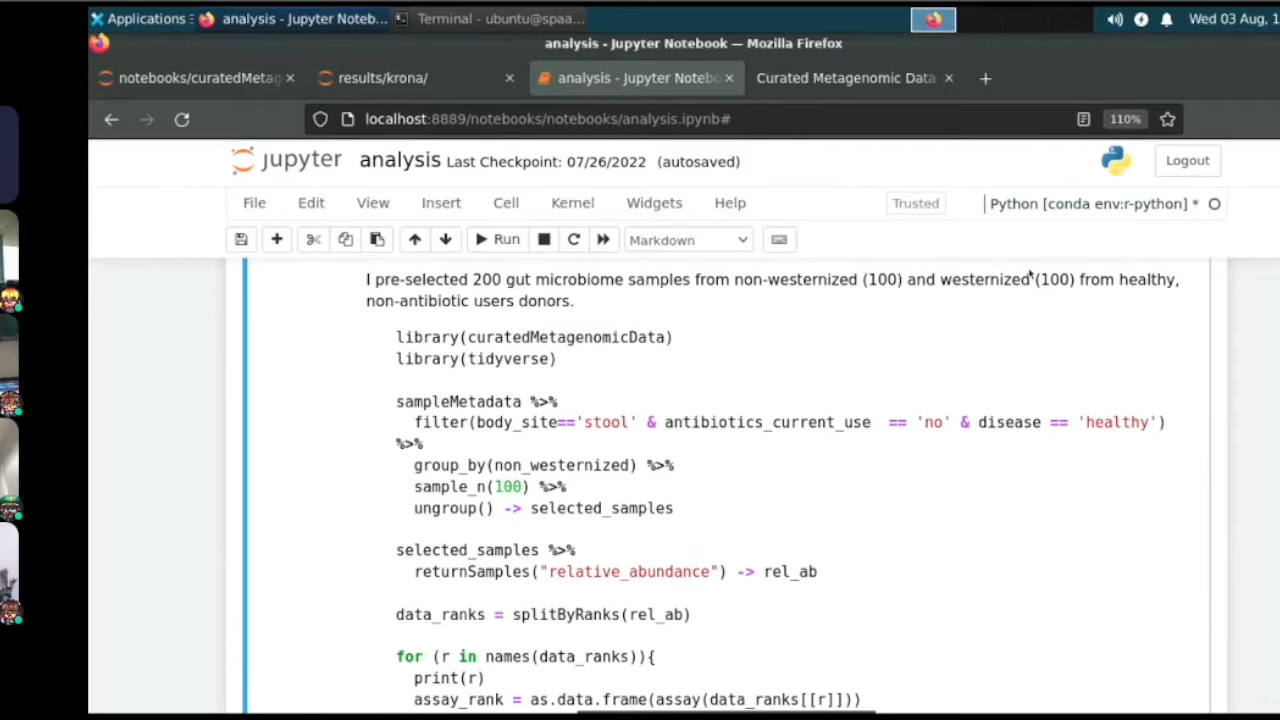 Applications
analysis - Jupyter Noteb...
Terminal - ubuntu@spaa...
Wed 03 Aug, 1
analysis - Jupyter Notebook — Mozilla Firefox
notebooks/curatedMetag
results/krona/
analysis - Jupyter Notebo
Curated Metagenomic Data
localhost:8889/notebooks/notebooks/analysis.ipynb#
110%
jupyter analysis Last Checkpoint: 07/26/2022 (autosaved)
Logout
File Edit View Insert Cell Kernel Widgets Help
Trusted
Python [conda env:r-python] *
Run
Markdown
I pre-selected 200 gut microbiome samples from non-westernized (100) and westernized (100) from healthy,
non-antibiotic users donors.
library(curatedMetagenomicData)
library(tidyverse)
sampleMetadata %>%
filter(body_site=='stool' & antibiotics_current_use  == 'no' & disease == 'healthy')
%>%
group_by(non_westernized) %>%
sample_n(100) %>%
ungroup() -> selected_samples
selected_samples %>%
returnSamples("relative_abundance") -> rel_ab
data_ranks = splitByRanks(rel_ab)
for (r in names(data_ranks)){
print(r)
assay_rank = as.data.frame(assay(data_ranks[[r]]))